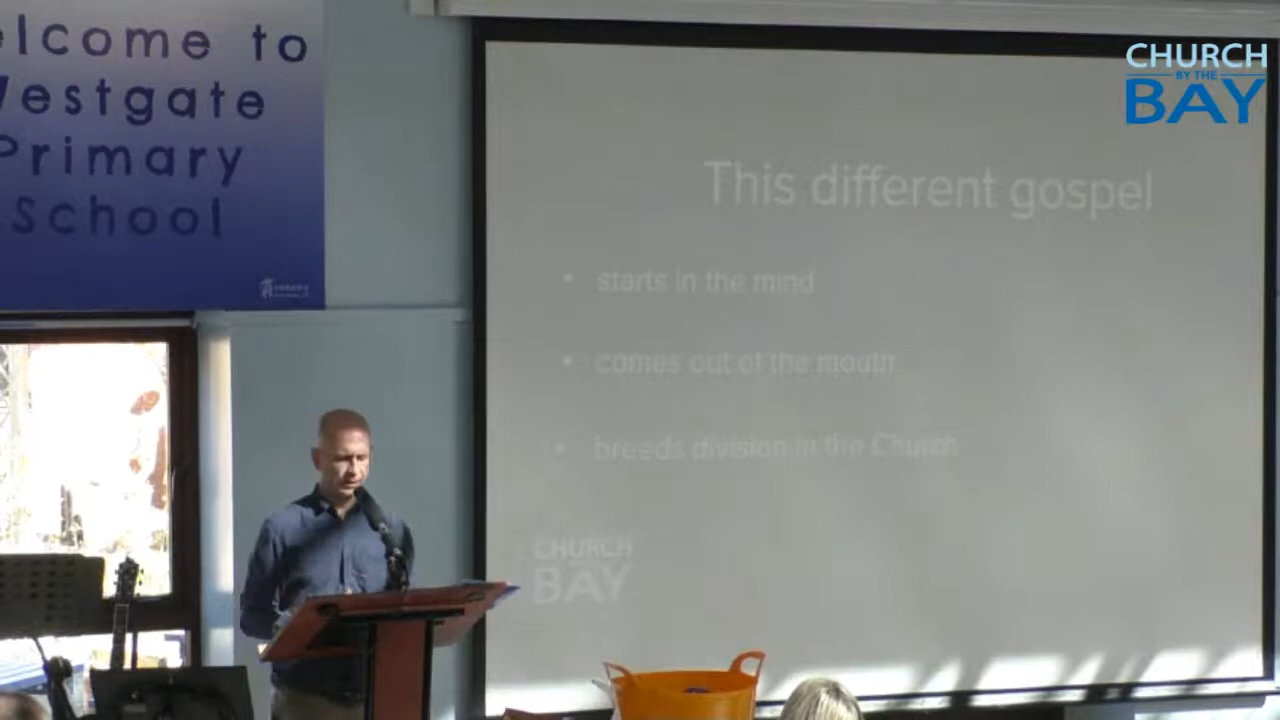 elcome to
Westgate
Primary
School
CHURCH
BY THE
BAY
This different gospel
• starts in the mind
• comes out of the mouth
• breeds division in the Church
CHURCH
BAY